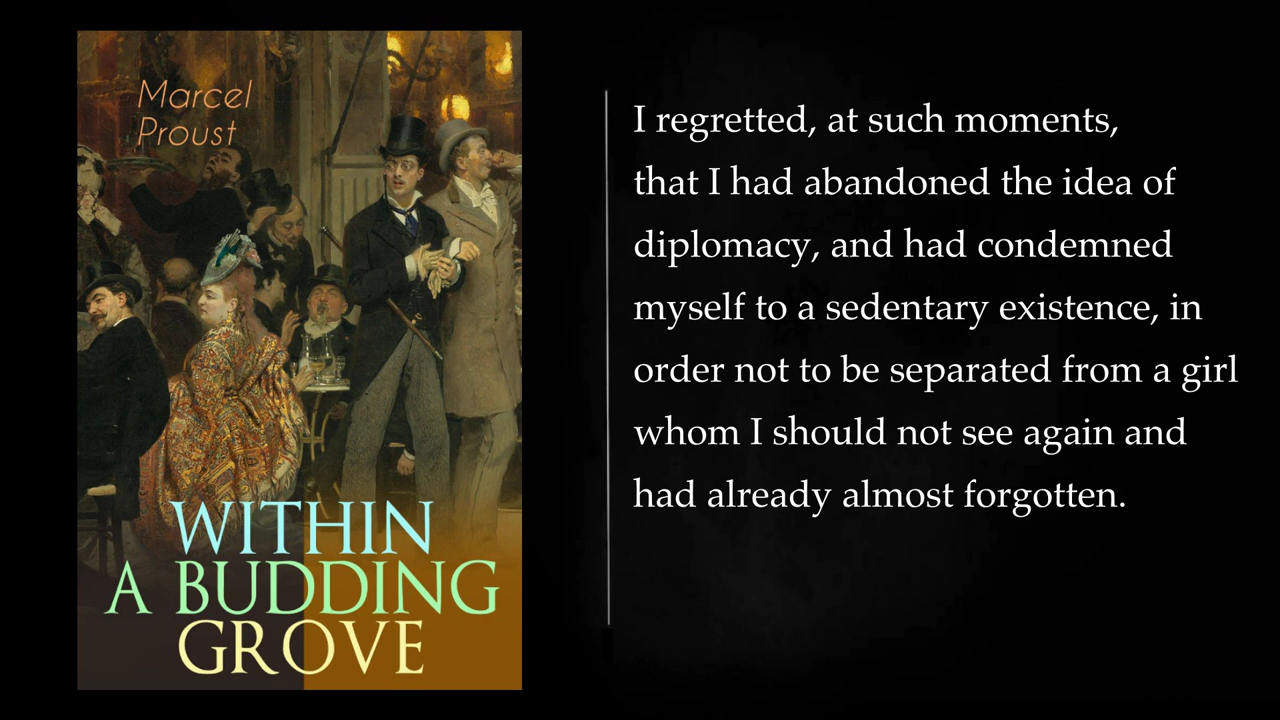 Marcel
Proust
WITHIN
A BUDDING
GROVE
I regretted, at such moments,
that I had abandoned the idea of
diplomacy, and had condemned
myself to a sedentary existence, in
order not to be separated from a girl
whom I should not see again and
had already almost forgotten.